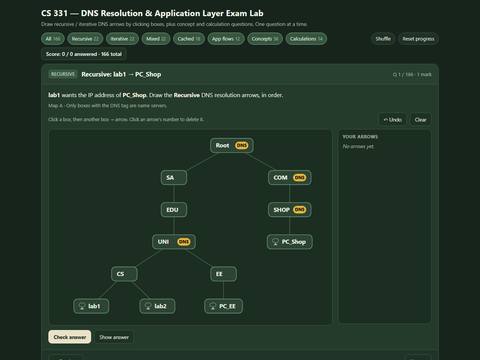 CS 331 — DNS Resolution & Application Layer Exam Lab
Draw recursive / iterative DNS arrows by clicking boxes, plus concept and calculation questions. One question at a time.
All 166 Recursive 22 Iterative 22 Mixed 22 Cached 18 App flows 12 Concepts 56 Calculations 14 Shuffle Reset progress
Score: 0 / 0 answered · 166 total
RECURSIVE Recursive: lab1 → PC_Shop Q 1 / 166 · 1 mark
lab1 wants the IP address of PC_Shop. Draw the Recursive DNS resolution arrows, in order.
Map A · Only boxes with the DNS tag are name servers.
Click a box, then another box → arrow. Click an arrow's number to delete it. Undo Clear
YOUR ARROWS
No arrows yet.
Root DNS
SA COM DNS
EDU SHOP DNS
UNI DNS PC_Shop
CS EE
lab1 lab2 PC_EE
Check answer Show answer